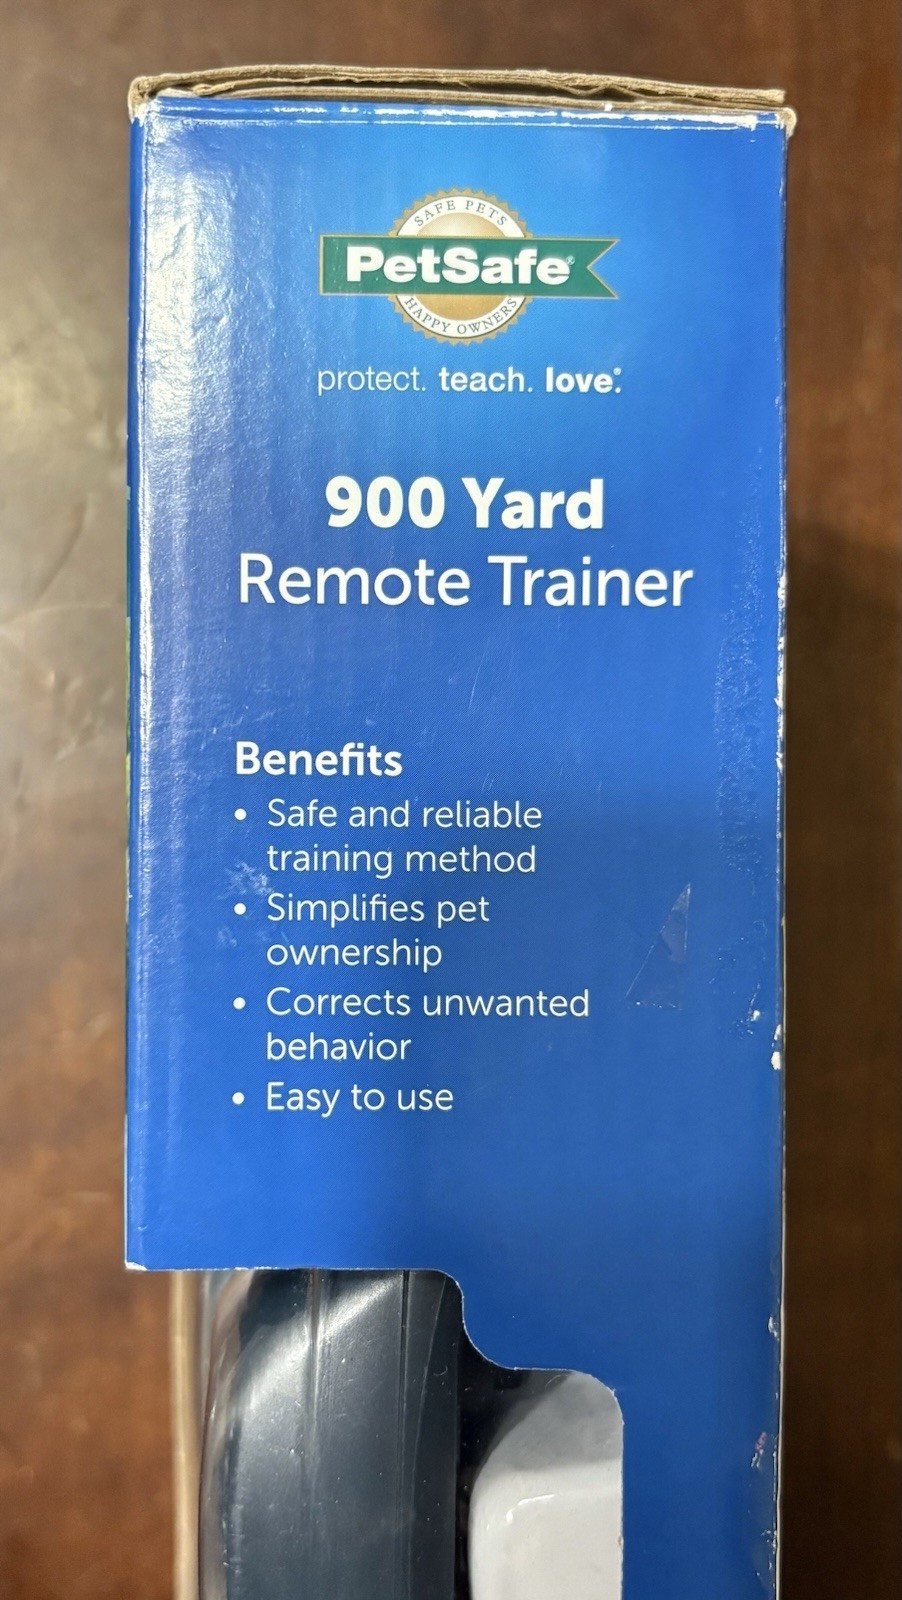 SAFE PETS
PetSafe®
HAPPY OWNERS
protect. teach. love.®
900 Yard
Remote Trainer
Benefits
• Safe and reliable
training method
• Simplifies pet
ownership
• Corrects unwanted
behavior
• Easy to use